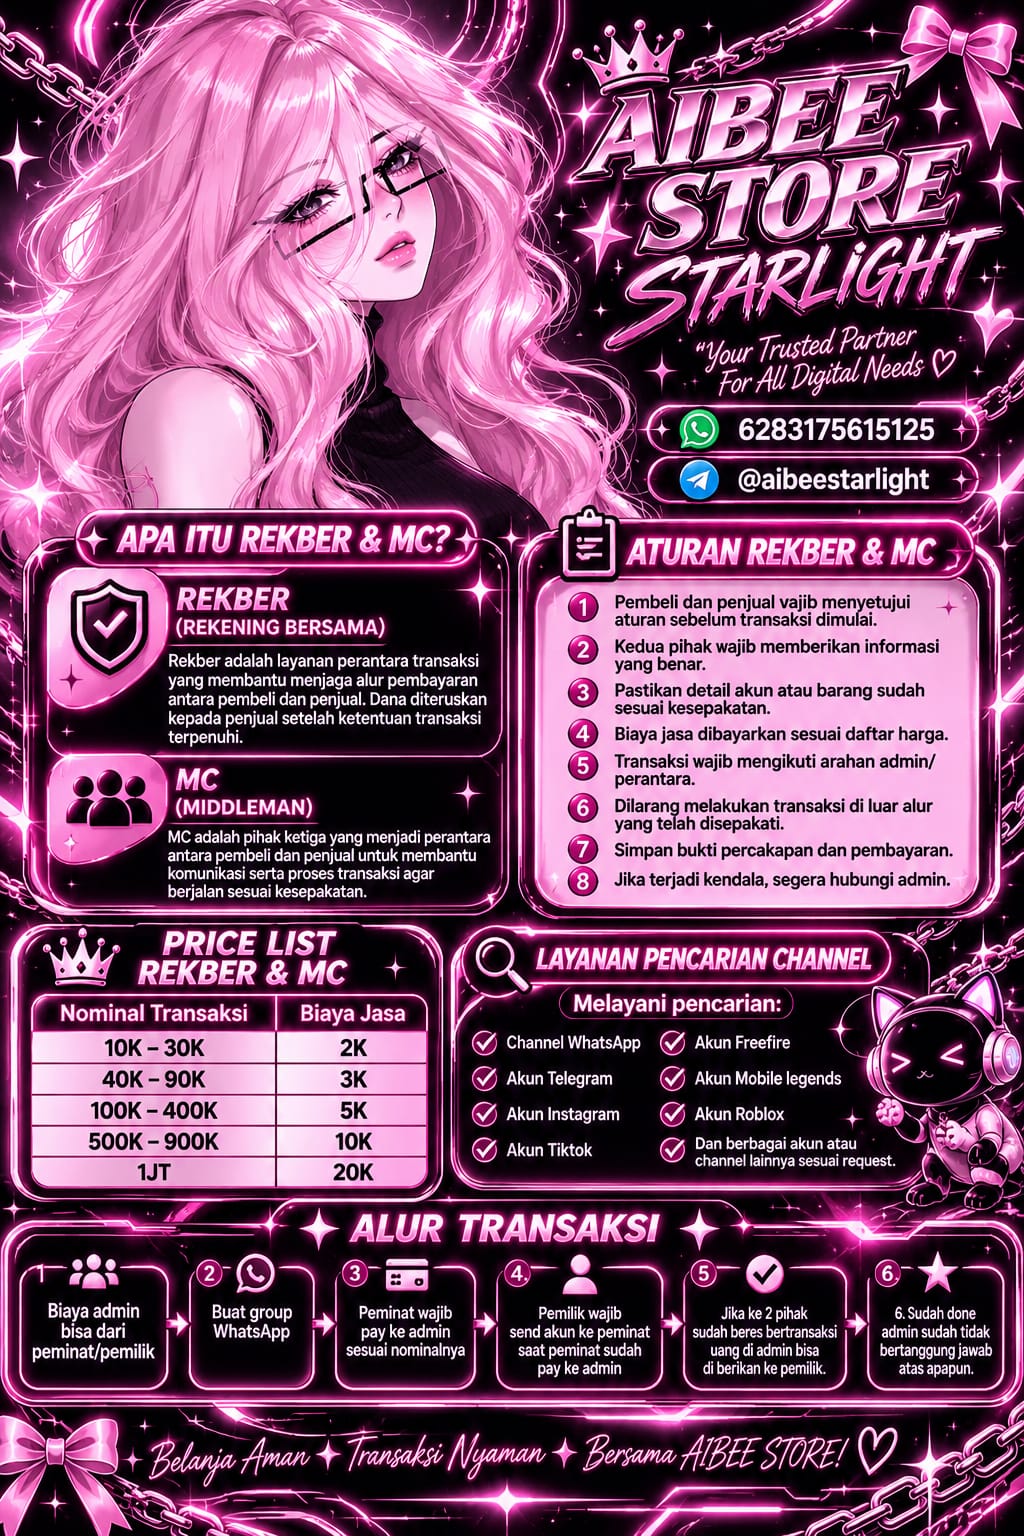 AIBEE
STORE
STARLiGHT
"Your Trusted Partner
For All Digital Needs ♡
6283175615125
@aibeestarlight
APA ITU REKBER & MC?
REKBER
(REKENING BERSAMA)
Rekber adalah layanan perantara transaksi
yang membantu menjaga alur pembayaran
antara pembeli dan penjual. Dana diteruskan
kepada penjual setelah ketentuan transaksi
terpenuhi.
MC
(MIDDLEMAN)
MC adalah pihak ketiga yang menjadi perantara
antara pembeli dan penjual untuk membantu
komunikasi serta proses transaksi agar
berjalan sesuai kesepakatan.
ATURAN REKBER & MC
1 Pembeli dan penjual vajib menyetujui
aturan sebelum transaksi dimulai.
2 Kedua pihak wajib memberikan informasi
yang benar.
3 Pastikan detail akun atau barang sudah
sesuai kesepakatan.
4 Biaya jasa dibayarkan sesuai daftar harga.
5 Transaksi wajib mengikuti arahan admin/
perantara.
6 Dilarang melakukan transaksi di luar alur
yang telah disepakati.
7 Simpan bukti percakapan dan pembayaran.
8 Jika terjadi kendala, segera hubungi admin.
PRICE LIST
REKBER & MC
Nominal Transaksi Biaya Jasa
10K – 30K 2K
40K – 90K 3K
100K – 400K 5K
500K – 900K 10K
1JT 20K
LAYANAN PENCARIAN CHANNEL
Melayani pencarian:
Channel WhatsApp
Akun Telegram
Akun Instagram
Akun Tiktok
Akun Freefire
Akun Mobile legends
Akun Roblox
Dan berbagai akun atau
channel lainnya sesuai request.
ALUR TRANSAKSI
1
Biaya admin
bisa dari
peminat/pemilik
2
Buat group
WhatsApp
3
Peminat wajib
pay ke admin
sesuai nominalnya
4.
Pemilik wajib
send akun ke peminat
saat peminat sudah
pay ke admin
5
Jika ke 2 pihak
sudah beres bertransaksi
uang di admin bisa
di berikan ke pemilik.
6.
6. Sudah done
admin sudah tidak
bertanggung jawab
atas apapun.
Belanja Aman ✦ Transaksi Nyaman ✦ Bersama AIBEE STORE! ♡